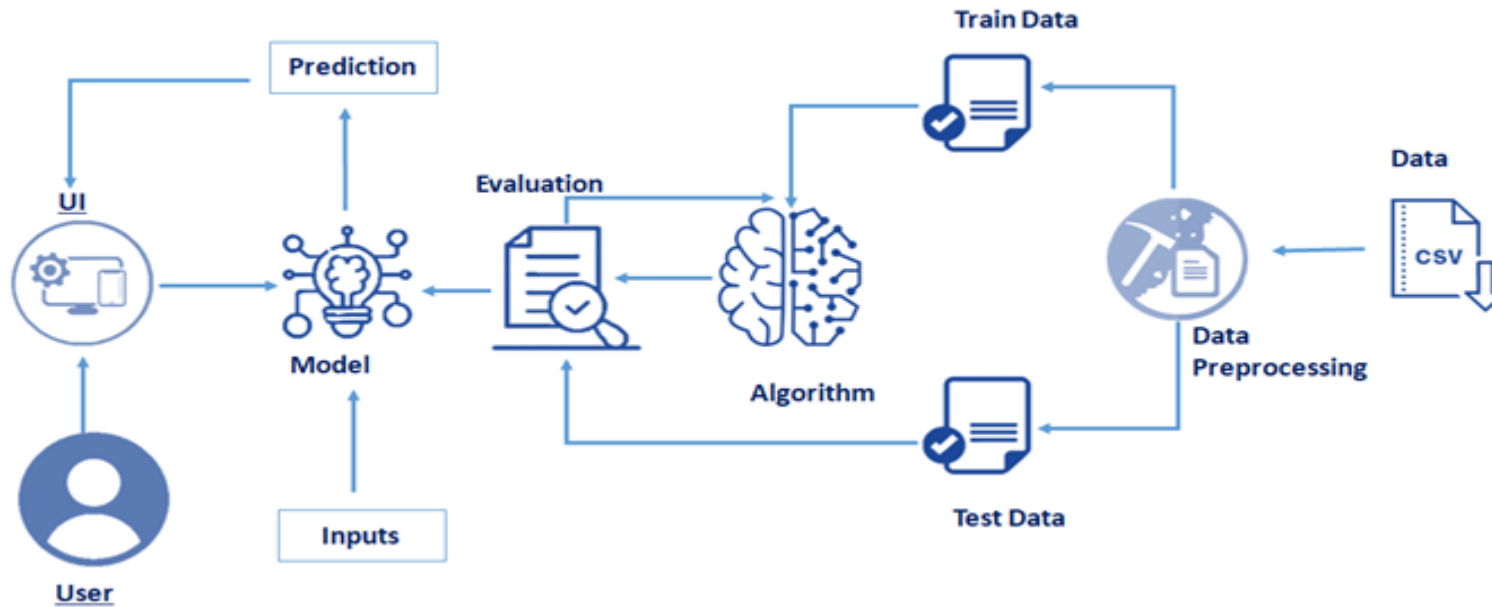 Train Data
Prediction
Data
Evaluation
UI
CSV
Data
Preprocessing
Model
Algorithm
Inputs
Test Data
User